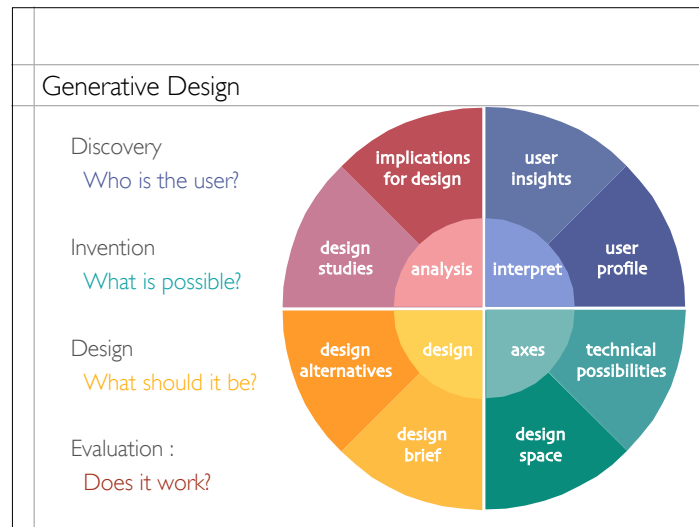 Generative Design
Discovery
Who is the user?
Invention
What is possible?
Design
What should it be?
Evaluation :
Does it work?
implications
for design
user
insights
design
studies
analysis
interpret
user
profile
design
alternatives
design
axes
technical
possibilities
design
brief
design
space